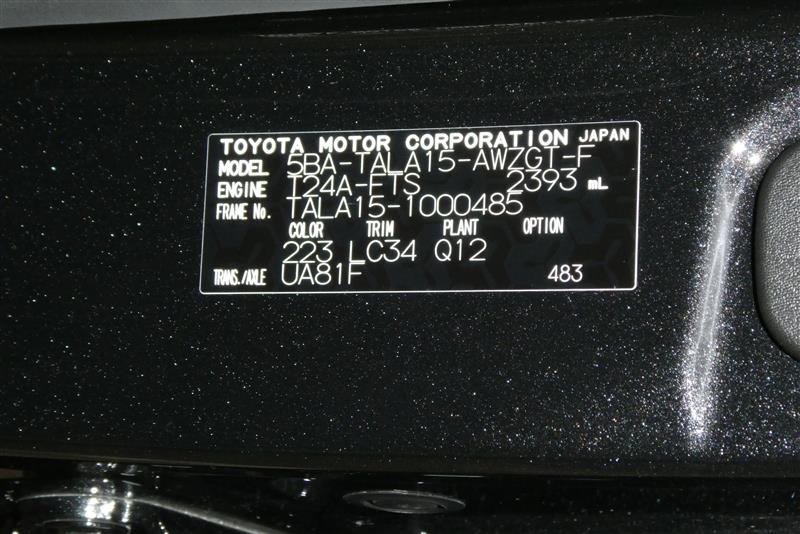 TOYOTA MOTOR CORPORATION JAPAN
MODEL 5BA-TALA15-AWZGT-F
ENGINE T24A-FTS 2393 mL
FRAME No. TALA15-1000485
COLOR TRIM PLANT OPTION
223 LC34 Q12
TRANS./AXLE UA81F 483